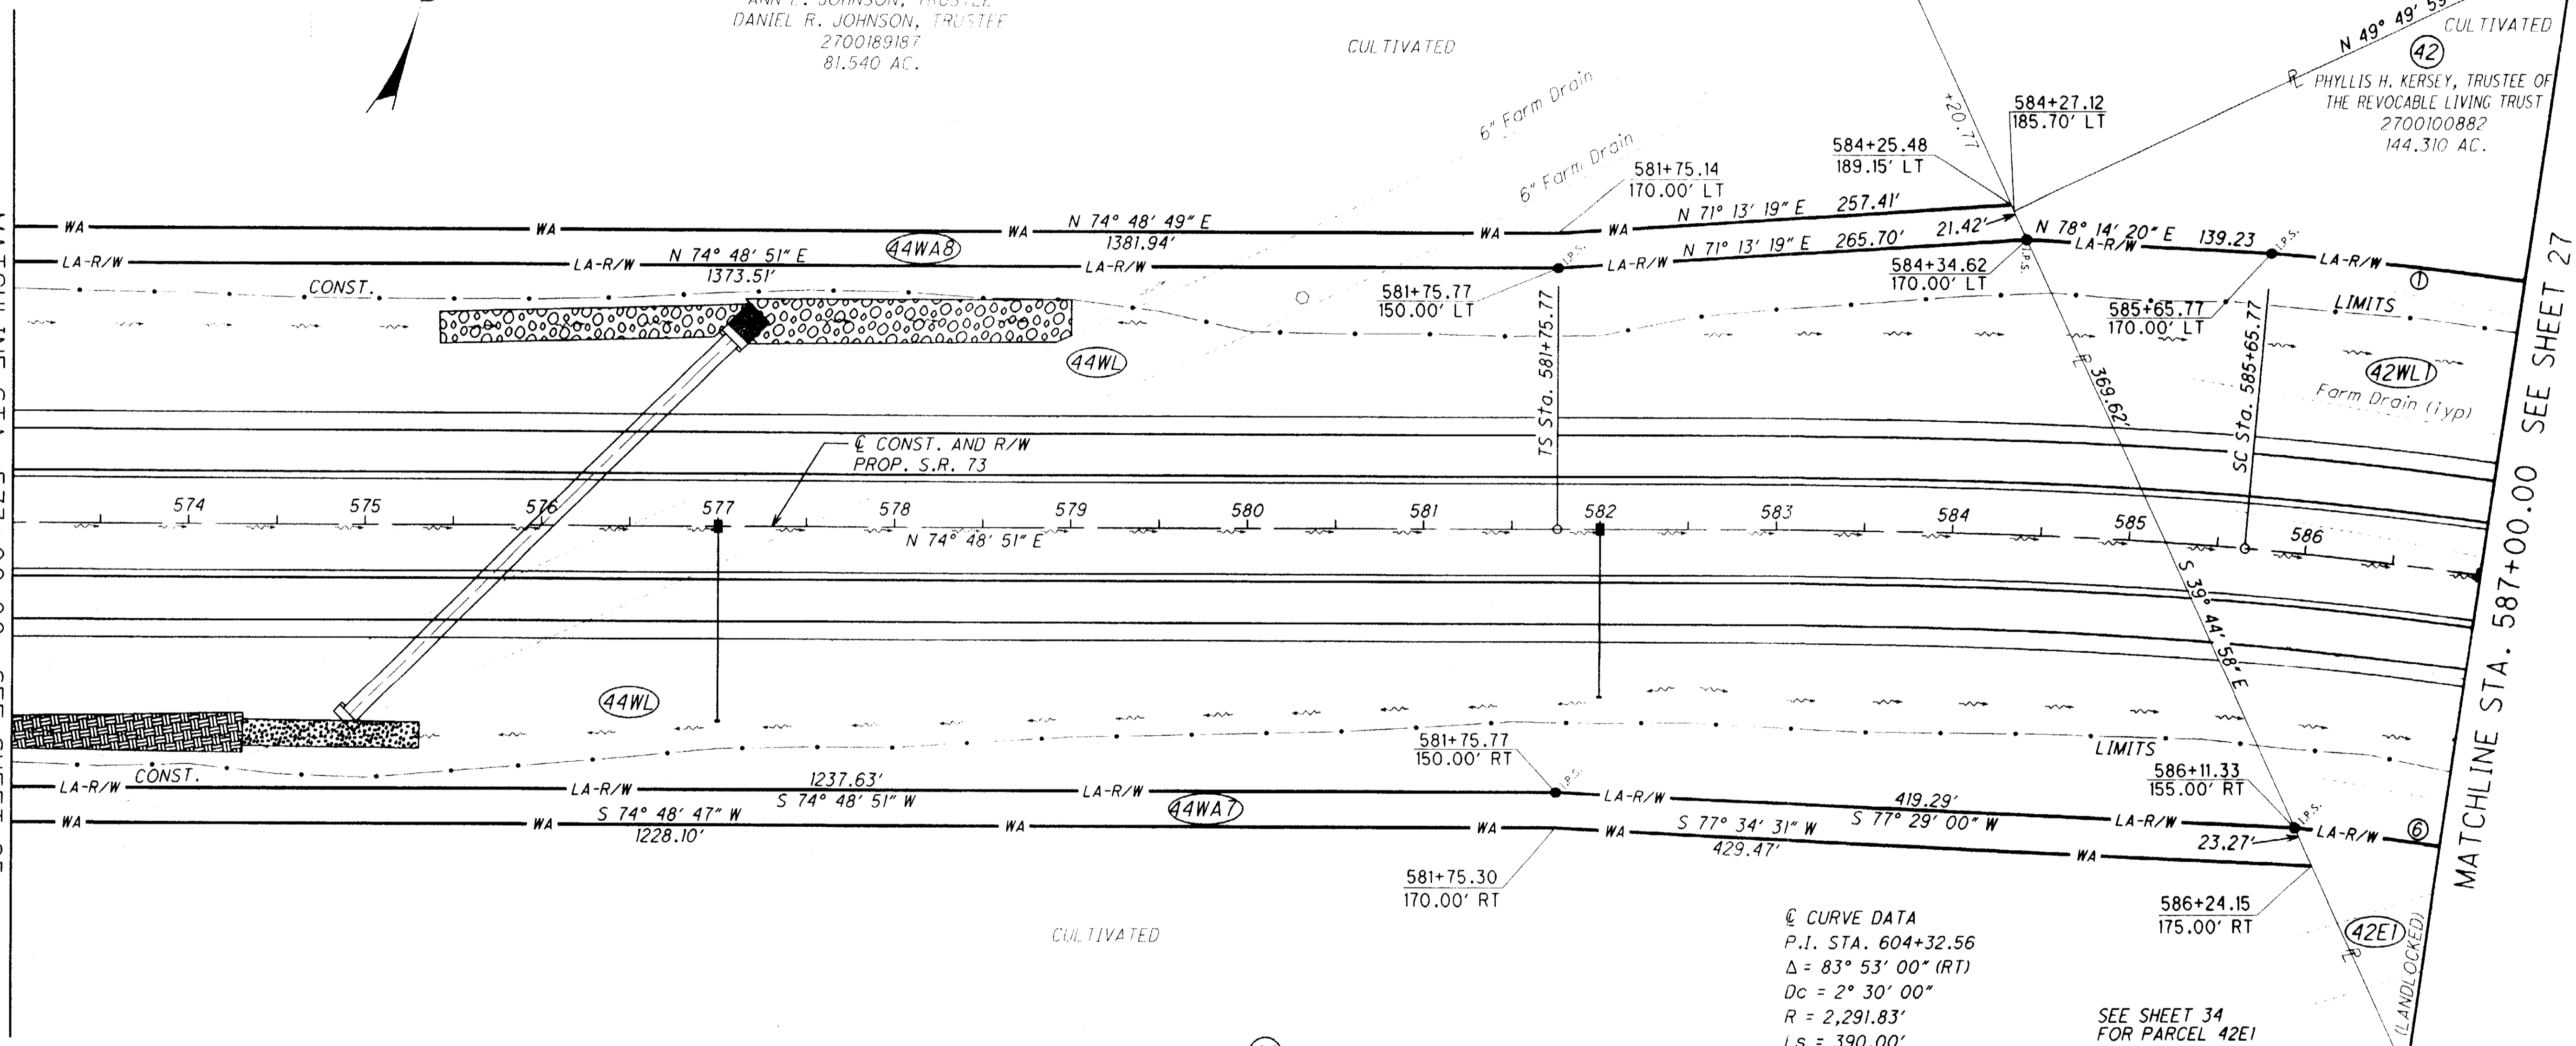 DANIEL R. JOHNSON, TRUSTEE
2700189187
81.540 AC.
CULTIVATED
N 49° 49' 59"
CULTIVATED
42
PHYLLIS H. KERSEY, TRUSTEE OF
THE REVOCABLE LIVING TRUST
2700100882
144.310 AC.
6" Farm Drain
6" Farm Drain
+20.77
584+27.12
185.70' LT
584+25.48
189.15' LT
581+75.14
170.00' LT
WA
WA
WA
N 74° 48' 49" E
1381.94'
WA
WA
N 71° 13' 19" E 257.41'
21.42'
44WA8
LA-R/W
LA-R/W
N 74° 48' 51" E
1373.51'
LA-R/W
I.P.S.
LA-R/W
N 71° 13' 19" E 265.70'
I.P.S.
N 78° 14' 20" E 139.23
LA-R/W
I.P.S.
LA-R/W
1
581+75.77
150.00' LT
584+34.62
170.00' LT
585+65.77
170.00' LT
CONST.
LIMITS
44WL
TS Sta. 581+75.77
SC Sta. 585+65.77
PL 369.62'
42WL1
Farm Drain (Typ)
℄ CONST. AND R/W
PROP. S.R. 73
574 575 576 577 578 579 580 581 582 583 584 585 586
N 74° 48' 51" E
S 39° 44' 58" E
44WL
MATCHLINE STA. 587+00.00 SEE SHEET 27
LIMITS
CONST.
581+75.77
150.00' RT
586+11.33
155.00' RT
I.P.S.
I.P.S.
LA-R/W
LA-R/W
1237.63'
S 74° 48' 51" W
LA-R/W
44WA7
LA-R/W
419.29'
S 77° 29' 00" W
LA-R/W
LA-R/W
6
WA
WA
S 74° 48' 47" W
1228.10'
WA
WA
WA
S 77° 34' 31" W
429.47'
WA
23.27'
581+75.30
170.00' RT
586+24.15
175.00' RT
CULTIVATED
42E1
PL
(LANDLOCKED)
℄ CURVE DATA
P.I. STA. 604+32.56
Δ = 83° 53' 00" (RT)
Dc = 2° 30' 00"
R = 2,291.83'
Ls = 390.00'
SEE SHEET 34
FOR PARCEL 42E1